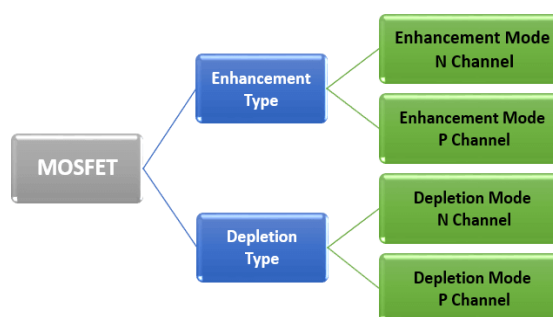 MOSFET
Enhancement
Type
Depletion
Type
Enhancement Mode
N Channel
Enhancement Mode
P Channel
Depletion Mode
N Channel
Depletion Mode
P Channel